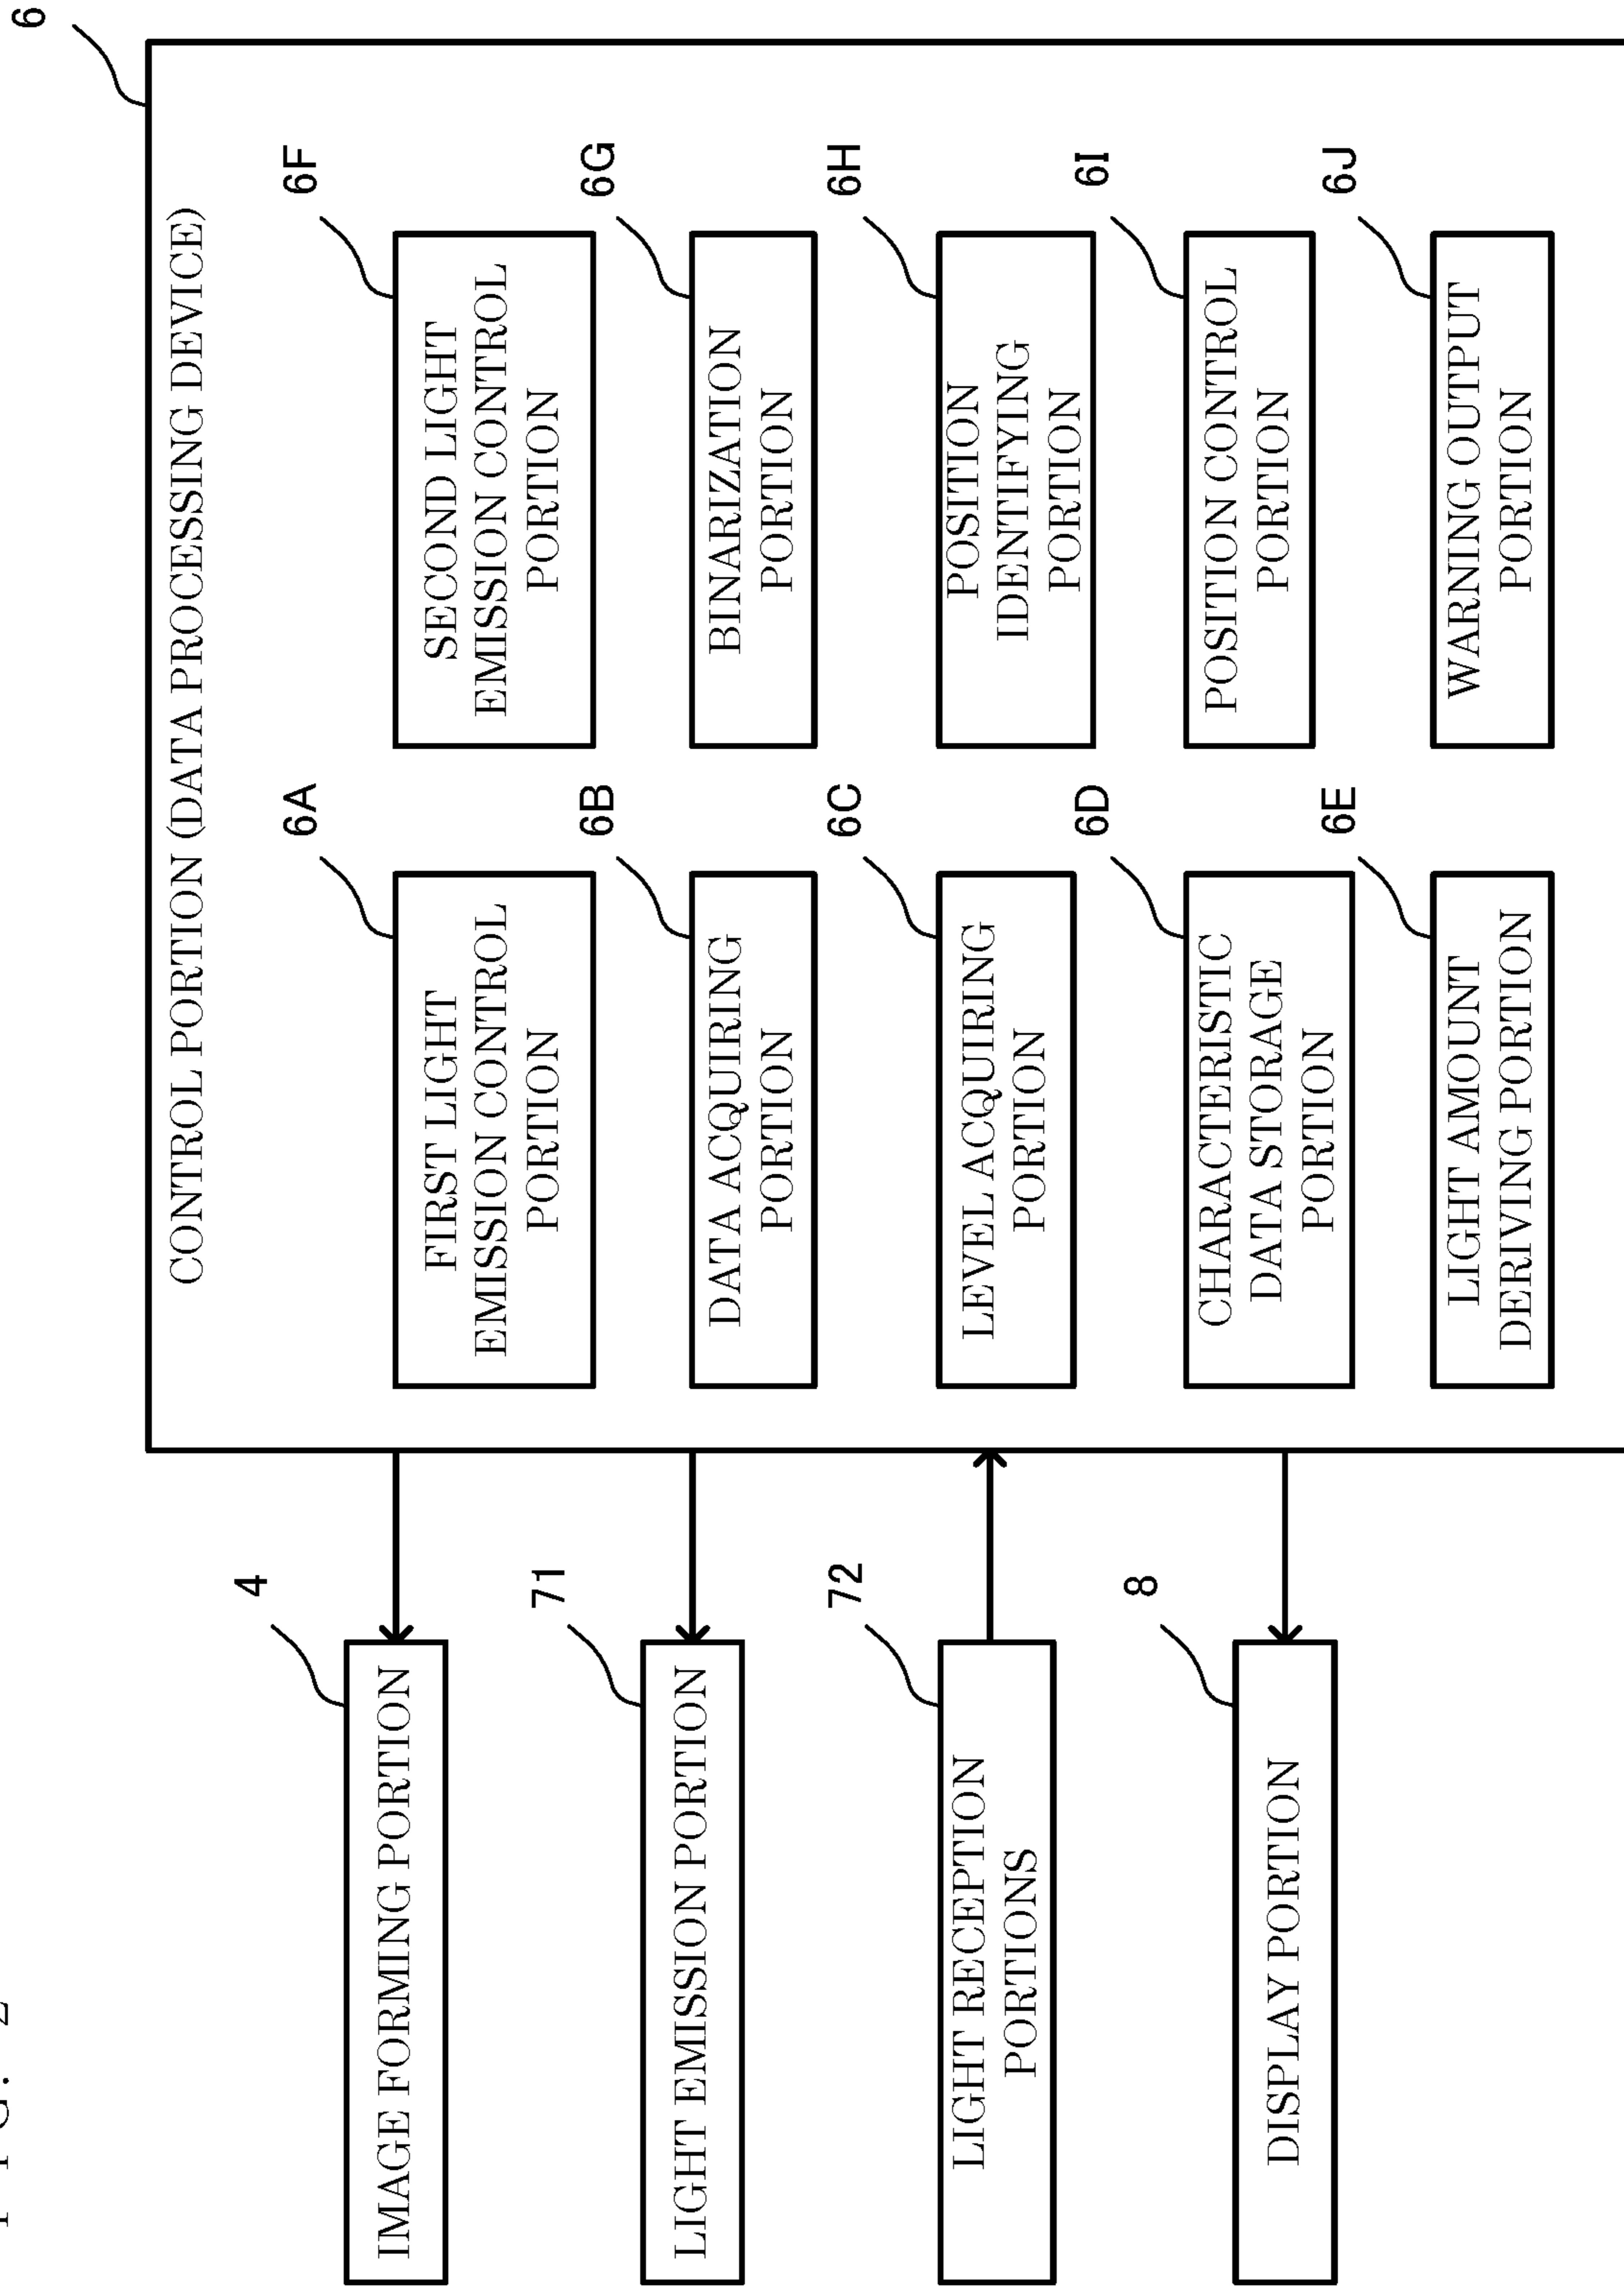 FIG. 2
6
CONTROL PORTION (DATA PROCESSING DEVICE)
4
IMAGE FORMING PORTION
71
LIGHT EMISSION PORTION
72
LIGHT RECEPTION
PORTIONS
8
DISPLAY PORTION
6A
FIRST LIGHT
EMISSION CONTROL
PORTION
6B
DATA ACQUIRING
PORTION
6C
LEVEL ACQUIRING
PORTION
6D
CHARACTERISTIC
DATA STORAGE
PORTION
6E
LIGHT AMOUNT
DERIVING PORTION
6F
SECOND LIGHT
EMISSION CONTROL
PORTION
6G
BINARIZATION
PORTION
6H
POSITION
IDENTIFYING
PORTION
6I
POSITION CONTROL
PORTION
6J
WARNING OUTPUT
PORTION